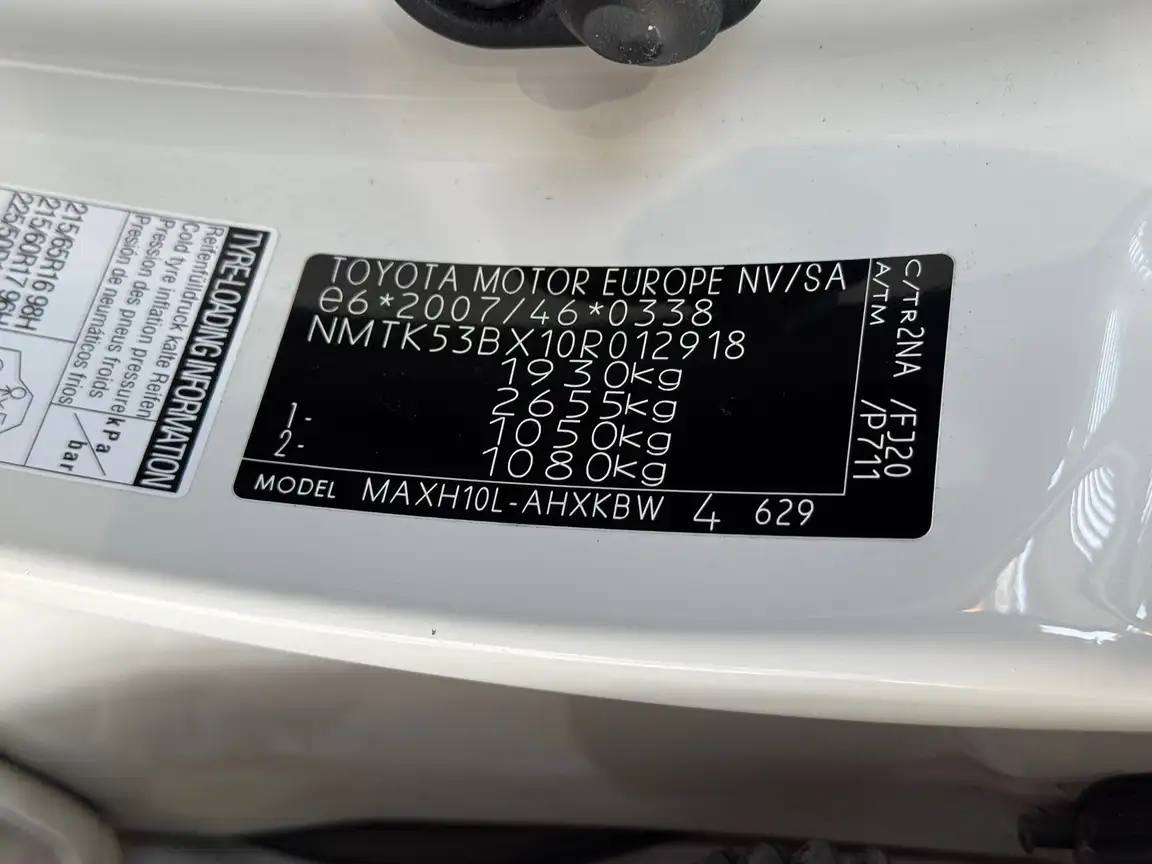 TYRE-LOADING INFORMATION
Reifenfülldruck kalte Reifen
Cold tyre inflation pressure
Pression des pneus froids
Presión de neumáticos fríos
kPa/bar
215/65R16 98H
215/60R17 96H
TOYOTA MOTOR EUROPE NV/SA
e6*2007/46*0338
NMTK53BX10R012918
1930kg
2655kg
1- 1050kg
2- 1080kg
MODEL MAXH10L-AHXKBW 4 629
C/TR 2NA /FJ20
A/TM /P711